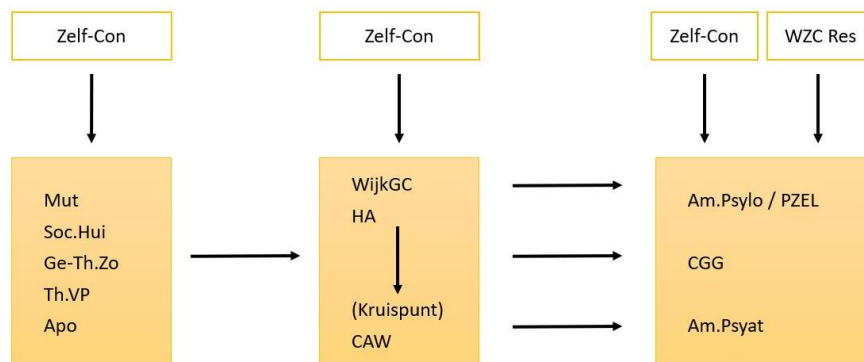 Zelf-Con
Zelf-Con
Zelf-Con
WZC Res
Mut
Soc.Hui
Ge-Th.Zo
Th.VP
Apo
WijkGC
HA
(Kruispunt)
CAW
Am.Psylo / PZEL
CGG
Am.Psyat